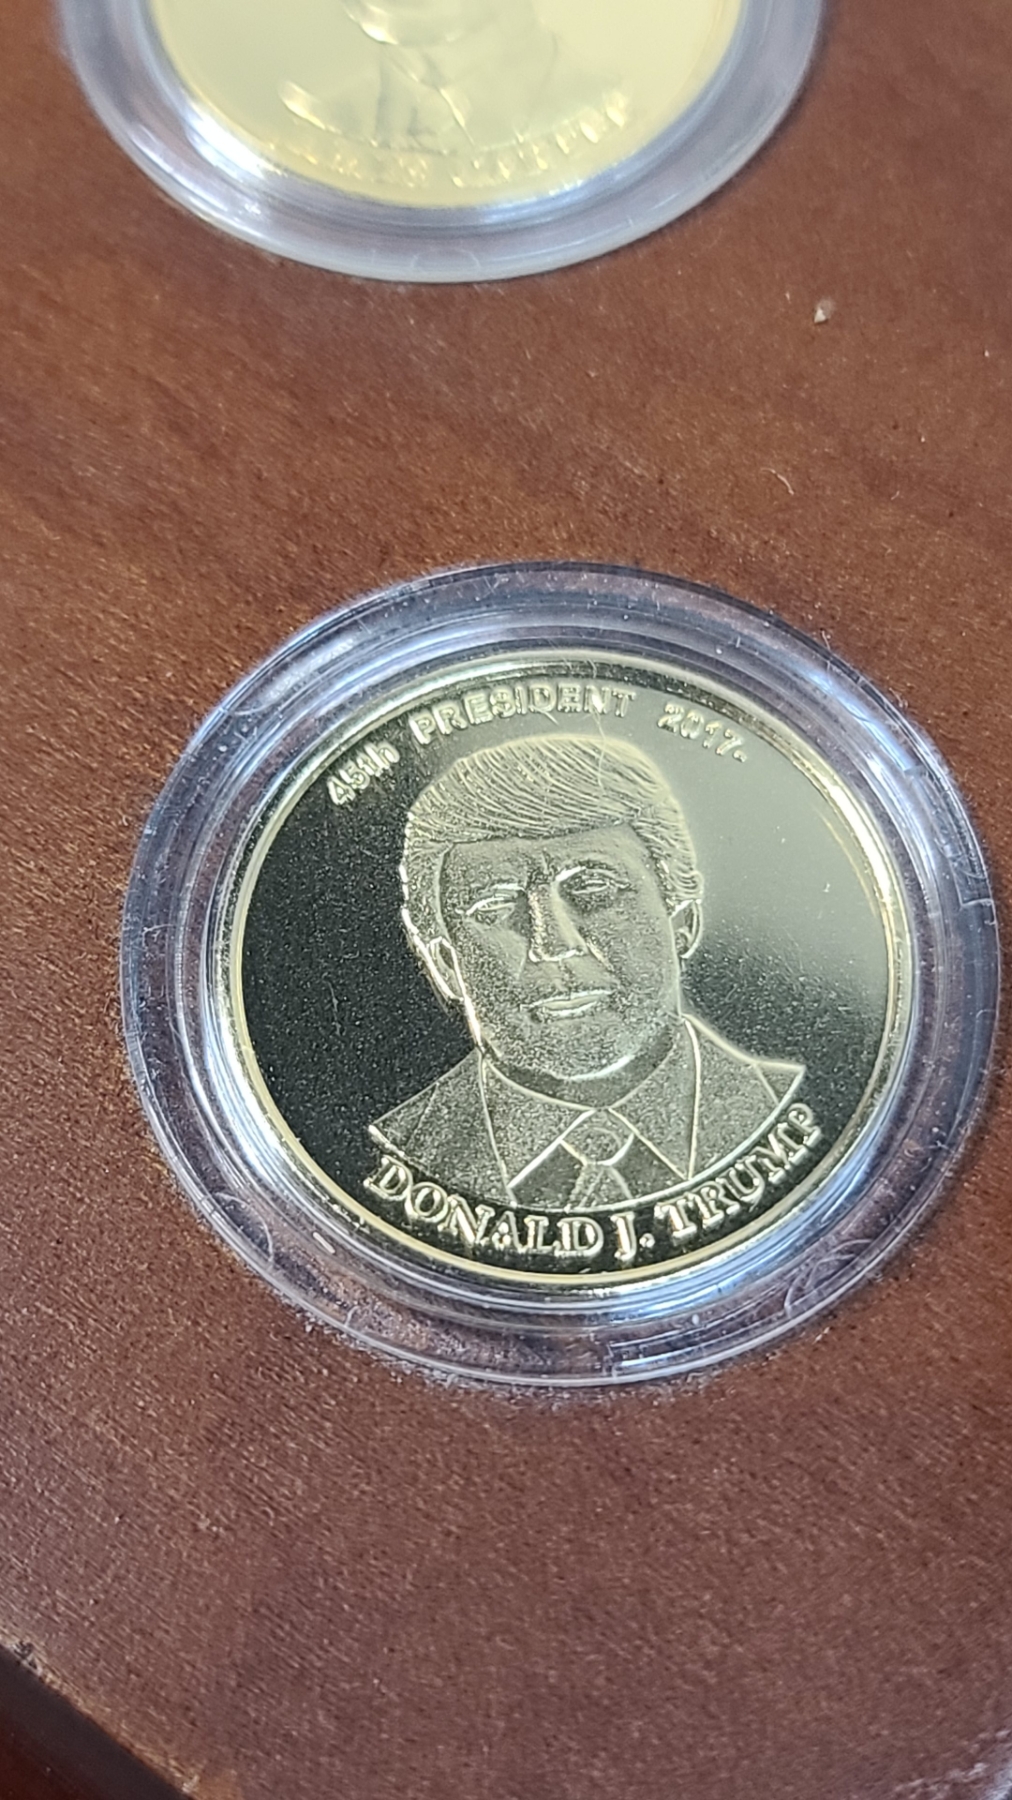 45th PRESIDENT 2017-
DONALD J. TRUMP